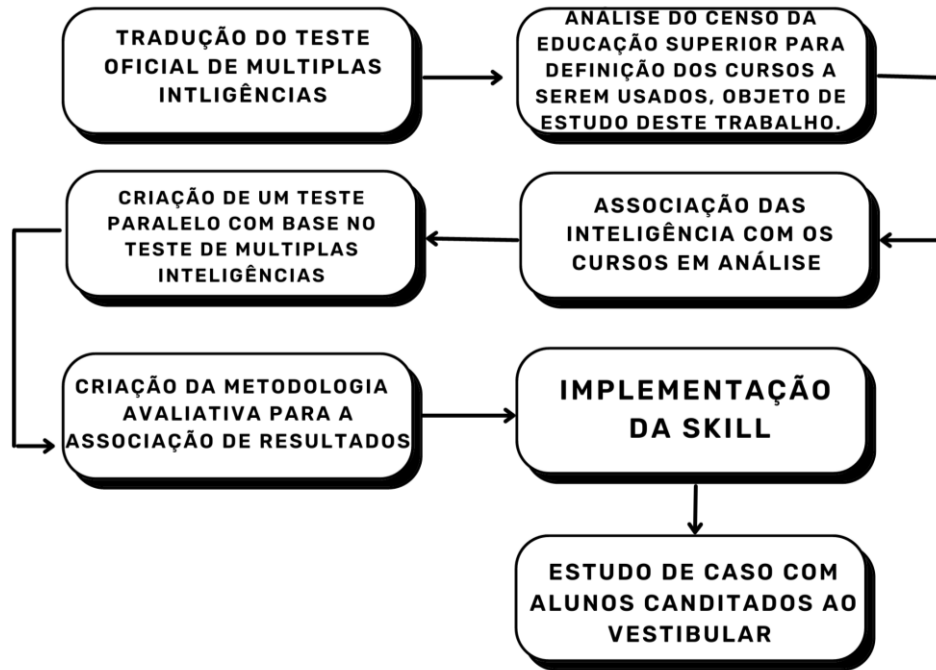 TRADUÇÃO DO TESTE
OFICIAL DE MULTIPLAS
INTLIGÊNCIAS
ANÁLISE DO CENSO DA
EDUCAÇÃO SUPERIOR PARA
DEFINIÇÃO DOS CURSOS A
SEREM USADOS, OBJETO DE
ESTUDO DESTE TRABALHO.
ASSOCIAÇÃO DAS
INTELIGÊNCIA COM OS
CURSOS EM ANÁLISE
CRIAÇÃO DE UM TESTE
PARALELO COM BASE NO
TESTE DE MULTIPLAS
INTELIGÊNCIAS
CRIAÇÃO DA METODOLOGIA
AVALIATIVA PARA A
ASSOCIAÇÃO DE RESULTADOS
IMPLEMENTAÇÃO
DA SKILL
ESTUDO DE CASO COM
ALUNOS CANDITADOS AO
VESTIBULAR